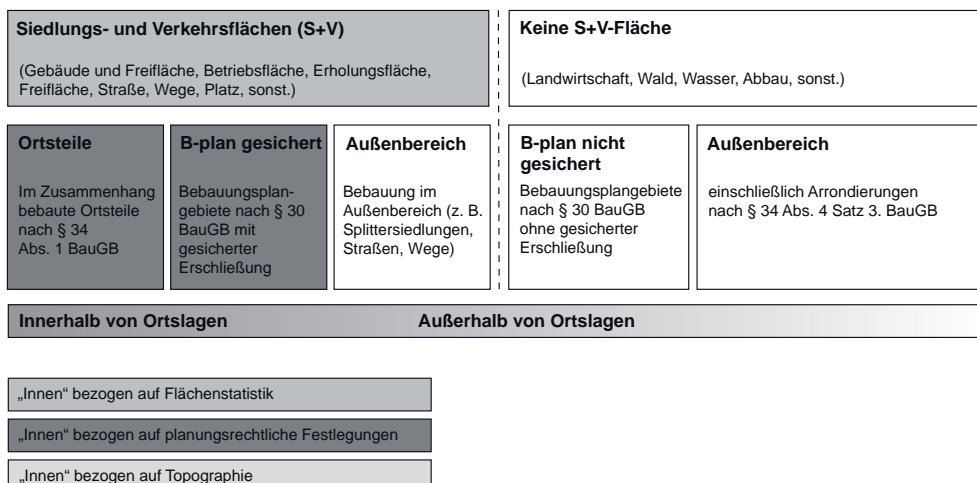 Siedlungs- und Verkehrsflächen (S+V)
(Gebäude und Freifläche, Betriebsfläche, Erholungsfläche,
Freifläche, Straße, Wege, Platz, sonst.)
Keine S+V-Fläche
(Landwirtschaft, Wald, Wasser, Abbau, sonst.)
Ortsteile
Im Zusammenhang
bebaute Ortsteile
nach § 34
Abs. 1 BauGB
B-plan gesichert
Bebauungsplan-
gebiete nach § 30
BauGB mit
gesicherter
Erschließung
Außenbereich
Bebauung im
Außenbereich (z. B.
Splittersiedlungen,
Straßen, Wege)
B-plan nicht
gesichert
Bebauungsplangebiete
nach § 30 BauGB
ohne gesicherter
Erschließung
Außenbereich
einschließlich Arrondierungen
nach § 34 Abs. 4 Satz 3. BauGB
Innerhalb von Ortslagen
Außerhalb von Ortslagen
„Innen“ bezogen auf Flächenstatistik
„Innen“ bezogen auf planungsrechtliche Festlegungen
„Innen“ bezogen auf Topographie